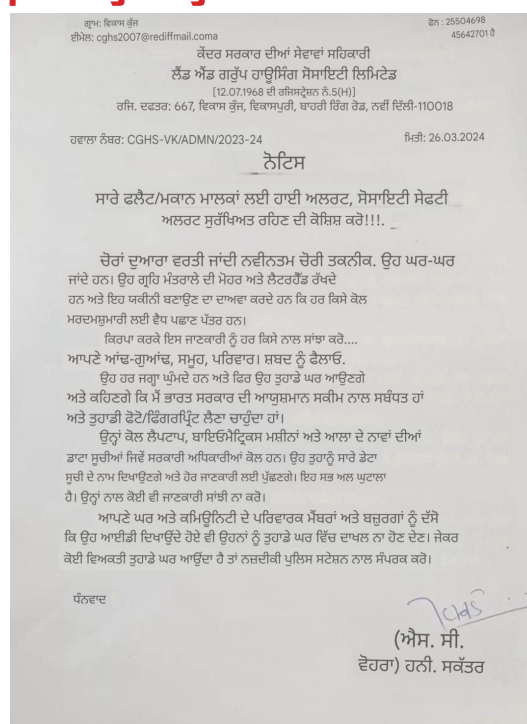 ਗ੍ਰਾਮ: ਵਿਕਾਸ ਕੁੰਜ
ਫੋਨ : 25504698
ਈਮੇਲ: cghs2007@rediffmail.coma
45642701ਹੈ
ਕੇਂਦਰ ਸਰਕਾਰ ਦੀਆਂ ਸੇਵਾਵਾਂ ਸਹਿਕਾਰੀ
ਲੈਂਡ ਐਂਡ ਗਰੁੱਪ ਹਾਊਸਿੰਗ ਸੋਸਾਇਟੀ ਲਿਮਿਟੇਡ
[12.07.1968 ਦੀ ਰਜਿਸਟ੍ਰੇਸ਼ਨ ਨੰ.5(H)]
ਰਜਿ. ਦਫਤਰ: 667, ਵਿਕਾਸ ਕੁੰਜ, ਵਿਕਾਸਪੁਰੀ, ਬਾਹਰੀ ਰਿੰਗ ਰੋਡ, ਨਵੀਂ ਦਿੱਲੀ-110018
ਹਵਾਲਾ ਨੰਬਰ: CGHS-VK/ADMN/2023-24
ਮਿਤੀ: 26.03.2024
ਨੋਟਿਸ
ਸਾਰੇ ਫਲੈਟ/ਮਕਾਨ ਮਾਲਕਾਂ ਲਈ ਹਾਈ ਅਲਰਟ, ਸੋਸਾਇਟੀ ਸੇਫਟੀ
ਅਲਰਟ ਸੁਰੱਖਿਅਤ ਰਹਿਣ ਦੀ ਕੋਸ਼ਿਸ਼ ਕਰੋ!!!.
ਚੋਰਾਂ ਦੁਆਰਾ ਵਰਤੀ ਜਾਂਦੀ ਨਵੀਨਤਮ ਚੋਰੀ ਤਕਨੀਕ. ਉਹ ਘਰ-ਘਰ
ਜਾਂਦੇ ਹਨ। ਉਹ ਗ੍ਰਹਿ ਮੰਤਰਾਲੇ ਦੀ ਮੋਹਰ ਅਤੇ ਲੈਟਰਹੈੱਡ ਰੱਖਦੇ
ਹਨ ਅਤੇ ਇਹ ਯਕੀਨੀ ਬਣਾਉਣ ਦਾ ਦਾਅਵਾ ਕਰਦੇ ਹਨ ਕਿ ਹਰ ਕਿਸੇ ਕੋਲ
ਮਰਦਮਸ਼ੁਮਾਰੀ ਲਈ ਵੈਧ ਪਛਾਣ ਪੱਤਰ ਹਨ।
ਕਿਰਪਾ ਕਰਕੇ ਇਸ ਜਾਣਕਾਰੀ ਨੂੰ ਹਰ ਕਿਸੇ ਨਾਲ ਸਾਂਝਾ ਕਰੋ....
ਆਪਣੇ ਆਂਢ-ਗੁਆਂਢ, ਸਮੂਹ, ਪਰਿਵਾਰ। ਸ਼ਬਦ ਨੂੰ ਫੈਲਾਓ.
ਉਹ ਹਰ ਜਗ੍ਹਾ ਘੁੰਮਦੇ ਹਨ ਅਤੇ ਫਿਰ ਉਹ ਤੁਹਾਡੇ ਘਰ ਆਉਣਗੇ
ਅਤੇ ਕਹਿਣਗੇ ਕਿ ਮੈਂ ਭਾਰਤ ਸਰਕਾਰ ਦੀ ਆਯੁਸ਼ਮਾਨ ਸਕੀਮ ਨਾਲ ਸਬੰਧਤ ਹਾਂ
ਅਤੇ ਤੁਹਾਡੀ ਫੋਟੋ/ਫਿੰਗਰਪ੍ਰਿੰਟ ਲੈਣਾ ਚਾਹੁੰਦਾ ਹਾਂ।
ਉਨ੍ਹਾਂ ਕੋਲ ਲੈਪਟਾਪ, ਬਾਇਓਮੈਟ੍ਰਿਕਸ ਮਸ਼ੀਨਾਂ ਅਤੇ ਆਲਾ ਦੇ ਨਾਵਾਂ ਦੀਆਂ
ਡਾਟਾ ਸੂਚੀਆਂ ਜਿਵੇਂ ਸਰਕਾਰੀ ਅਧਿਕਾਰੀਆਂ ਕੋਲ ਹਨ। ਉਹ ਤੁਹਾਨੂੰ ਸਾਰੇ ਡੇਟਾ
ਸੂਚੀ ਦੇ ਨਾਮ ਦਿਖਾਉਣਗੇ ਅਤੇ ਹੋਰ ਜਾਣਕਾਰੀ ਲਈ ਪੁੱਛਣਗੇ। ਇਹ ਸਭ ਅਲ ਘੁਟਾਲਾ
ਹੈ। ਉਨ੍ਹਾਂ ਨਾਲ ਕੋਈ ਵੀ ਜਾਣਕਾਰੀ ਸਾਂਝੀ ਨਾ ਕਰੋ।
ਆਪਣੇ ਘਰ ਅਤੇ ਕਮਿਊਨਿਟੀ ਦੇ ਪਰਿਵਾਰਕ ਮੈਂਬਰਾਂ ਅਤੇ ਬਜ਼ੁਰਗਾਂ ਨੂੰ ਦੱਸੋ
ਕਿ ਉਹ ਆਈਡੀ ਦਿਖਾਉਂਦੇ ਹੋਏ ਵੀ ਉਹਨਾਂ ਨੂੰ ਤੁਹਾਡੇ ਘਰ ਵਿੱਚ ਦਾਖਲ ਨਾ ਹੋਣ ਦੇਣ। ਜੇਕਰ
ਕੋਈ ਵਿਅਕਤੀ ਤੁਹਾਡੇ ਘਰ ਆਉਂਦਾ ਹੈ ਤਾਂ ਨਜ਼ਦੀਕੀ ਪੁਲਿਸ ਸਟੇਸ਼ਨ ਨਾਲ ਸੰਪਰਕ ਕਰੋ।
ਧੰਨਵਾਦ
(ਐਸ. ਸੀ.
ਵੋਹਰਾ) ਹਨੀ. ਸਕੱਤਰ